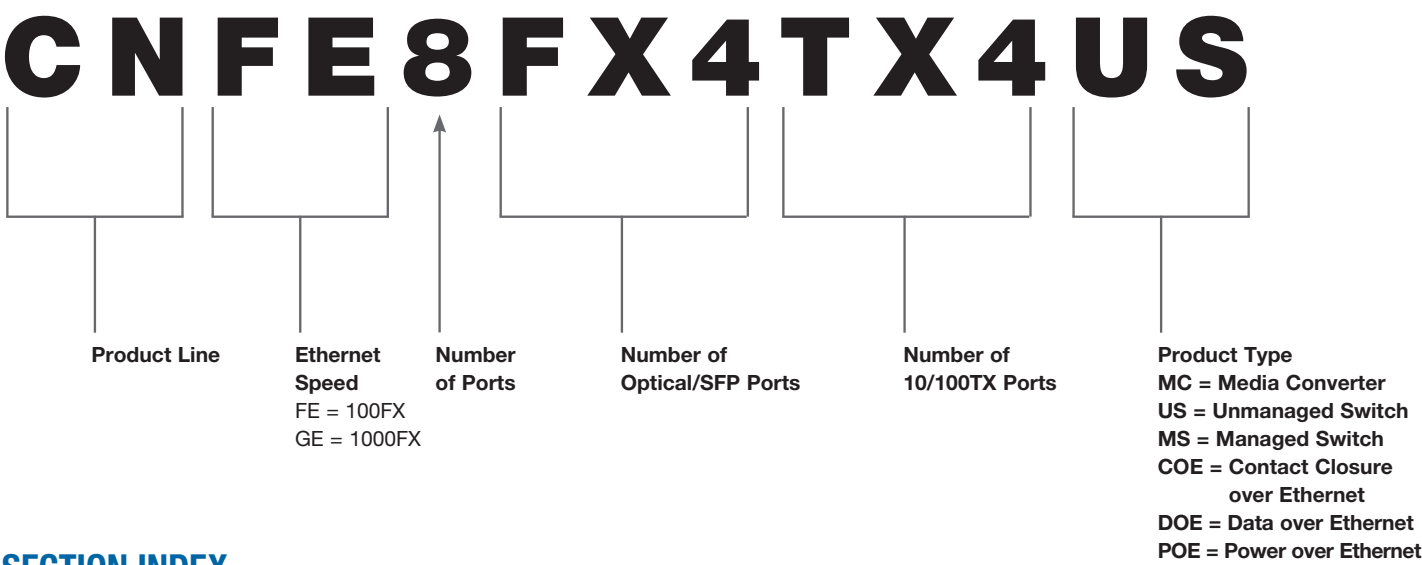 CNFE8FX4TX4US
Product Line
Ethernet
Speed
FE = 100FX
GE = 1000FX
Number
of Ports
Number of
Optical/SFP Ports
Number of
10/100TX Ports
Product Type
MC = Media Converter
US = Unmanaged Switch
MS = Managed Switch
COE = Contact Closure
over Ethernet
DOE = Data over Ethernet
POE = Power over Ethernet
SECTION INDEX